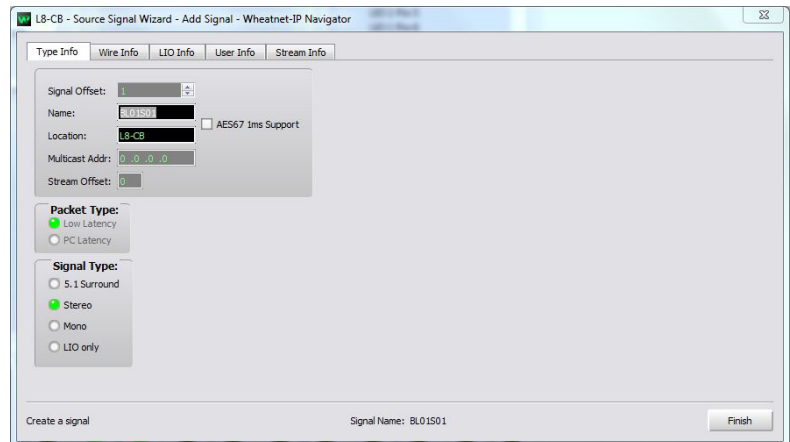 L8-CB - Source Signal Wizard - Add Signal - Wheatnet-IP Navigator
Type Info Wire Info LIO Info User Info Stream Info
Signal Offset: 1
Name: BL01S01
AES67 1ms Support
Location: L8-CB
Multicast Addr: 0 .0 .0 .0
Stream Offset: 0
Packet Type:
Low Latency
PC Latency
Signal Type:
5.1 Surround
Stereo
Mono
LIO only
Create a signal Signal Name: BL01S01 Finish